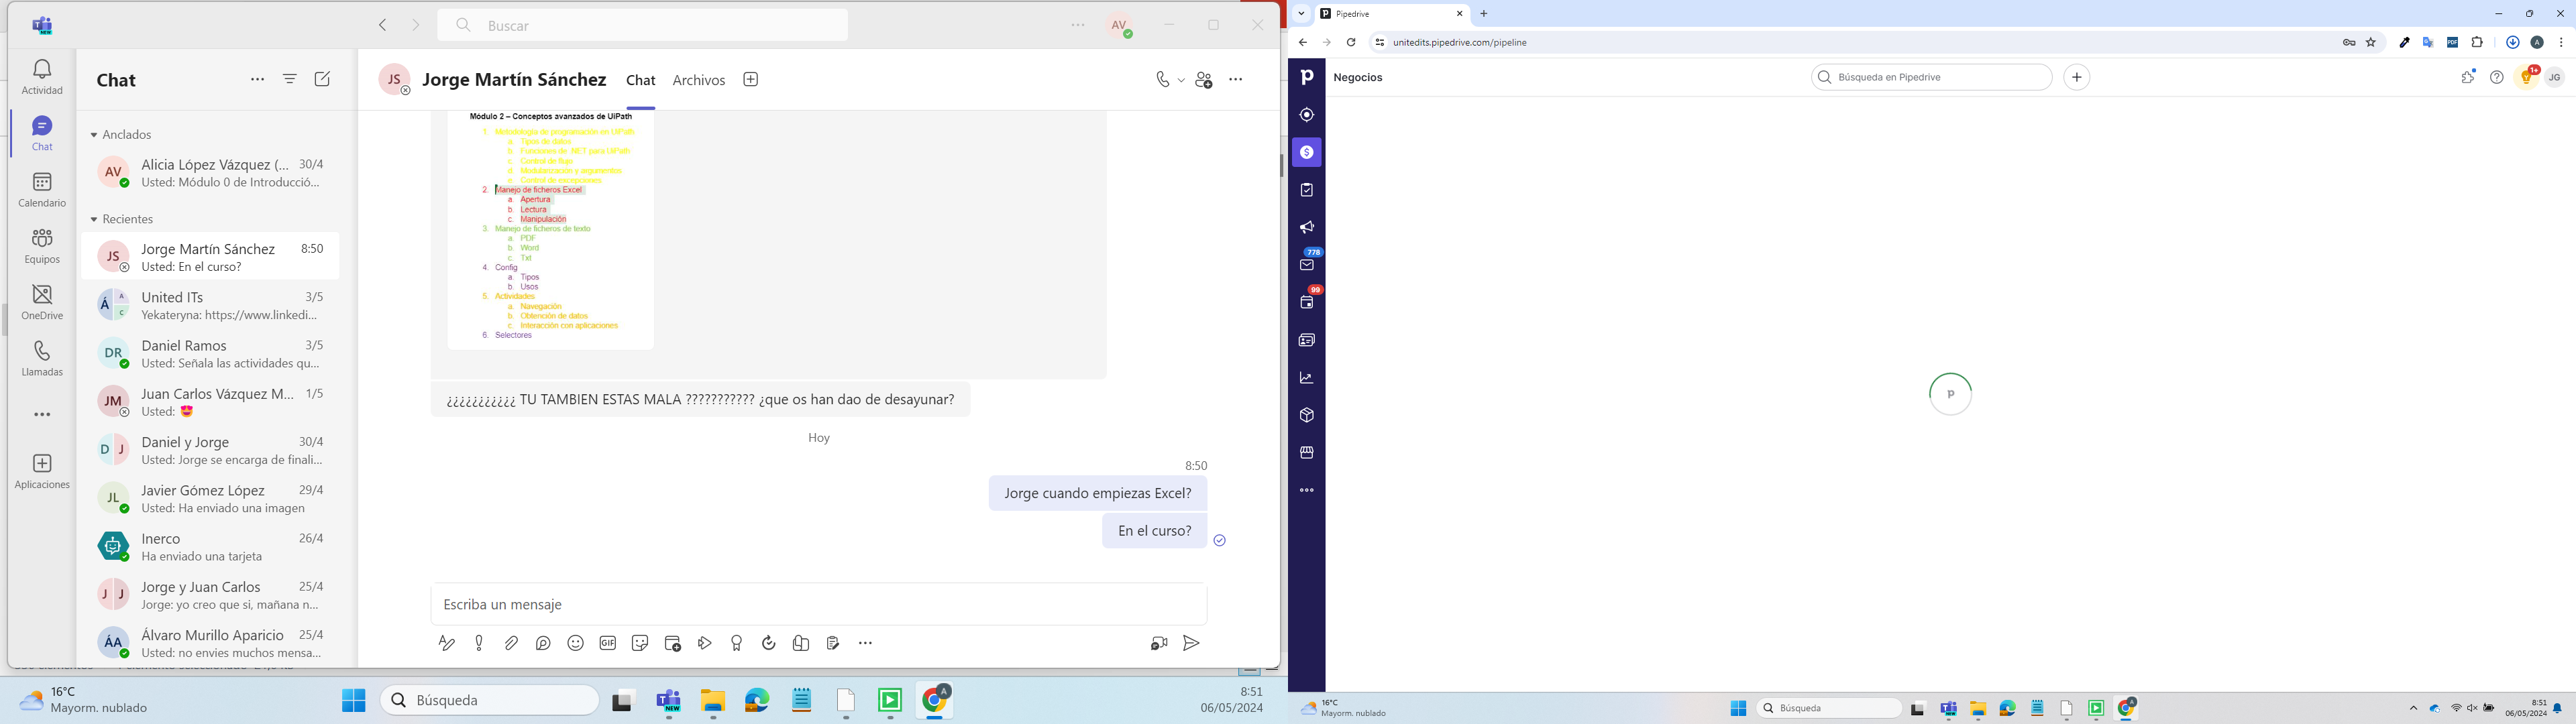 Buscar
AV
Actividad
Chat
Calendario
Equipos
OneDrive
Llamadas
Aplicaciones
Chat
Anclados
AV
Alicia López Vázquez (... 30/4
Usted: Módulo 0 de Introducció...
Recientes
JS
Jorge Martín Sánchez 8:50
Usted: En el curso?
United ITs 3/5
Yekateryna: https://www.linkedi...
DR
Daniel Ramos 3/5
Usted: Señala las actividades qu...
JM
Juan Carlos Vázquez M... 1/5
Usted: 😍
D J
Daniel y Jorge 30/4
Usted: Jorge se encarga de finali...
JL
Javier Gómez López 29/4
Usted: Ha enviado una imagen
Inerco 26/4
Ha enviado una tarjeta
J J
Jorge y Juan Carlos 25/4
Jorge: yo creo que si, mañana n...
ÁA
Álvaro Murillo Aparicio 25/4
Usted: no envies muchos mensa...
JS Jorge Martín Sánchez Chat Archivos
Módulo 2 – Conceptos avanzados de UiPath
1. Metodología de programación en UiPath
a. Tipos de datos
b. Funciones de .NET para UiPath
c. Control de flujo
d. Modularización y argumentos
e. Control de excepciones
2. Manejo de ficheros Excel
a. Apertura
b. Lectura
c. Manipulación
3. Manejo de ficheros de texto
a. PDF
b. Word
c. Txt
4. Config
a. Tipos
b. Usos
5. Actividades
a. Navegación
b. Obtención de datos
c. Interacción con aplicaciones
6. Selectores
¿¿¿¿¿¿¿¿¿¿¿ TU TAMBIEN ESTAS MALA ??????????? ¿que os han dao de desayunar?
Hoy
8:50
Jorge cuando empiezas Excel?
En el curso?
Escriba un mensaje
GIF
16°C
Mayorm. nublado
Búsqueda
8:51
06/05/2024
Pipedrive
unitedits.pipedrive.com/pipeline
Negocios
Búsqueda en Pipedrive
1+
JG
778
99
p
16°C
Mayorm. nublado
Búsqueda
8:51
06/05/2024